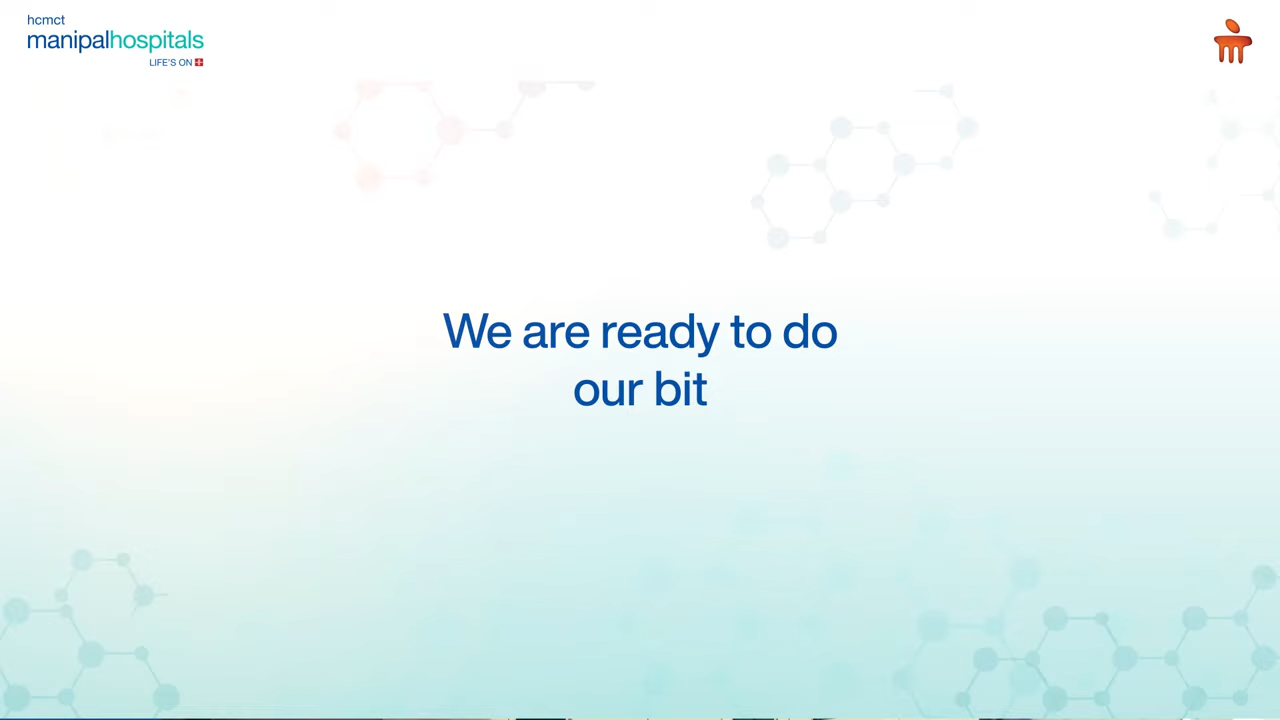 hcmct
manipalhospitals
LIFE'S ON
We are ready to do
our bit